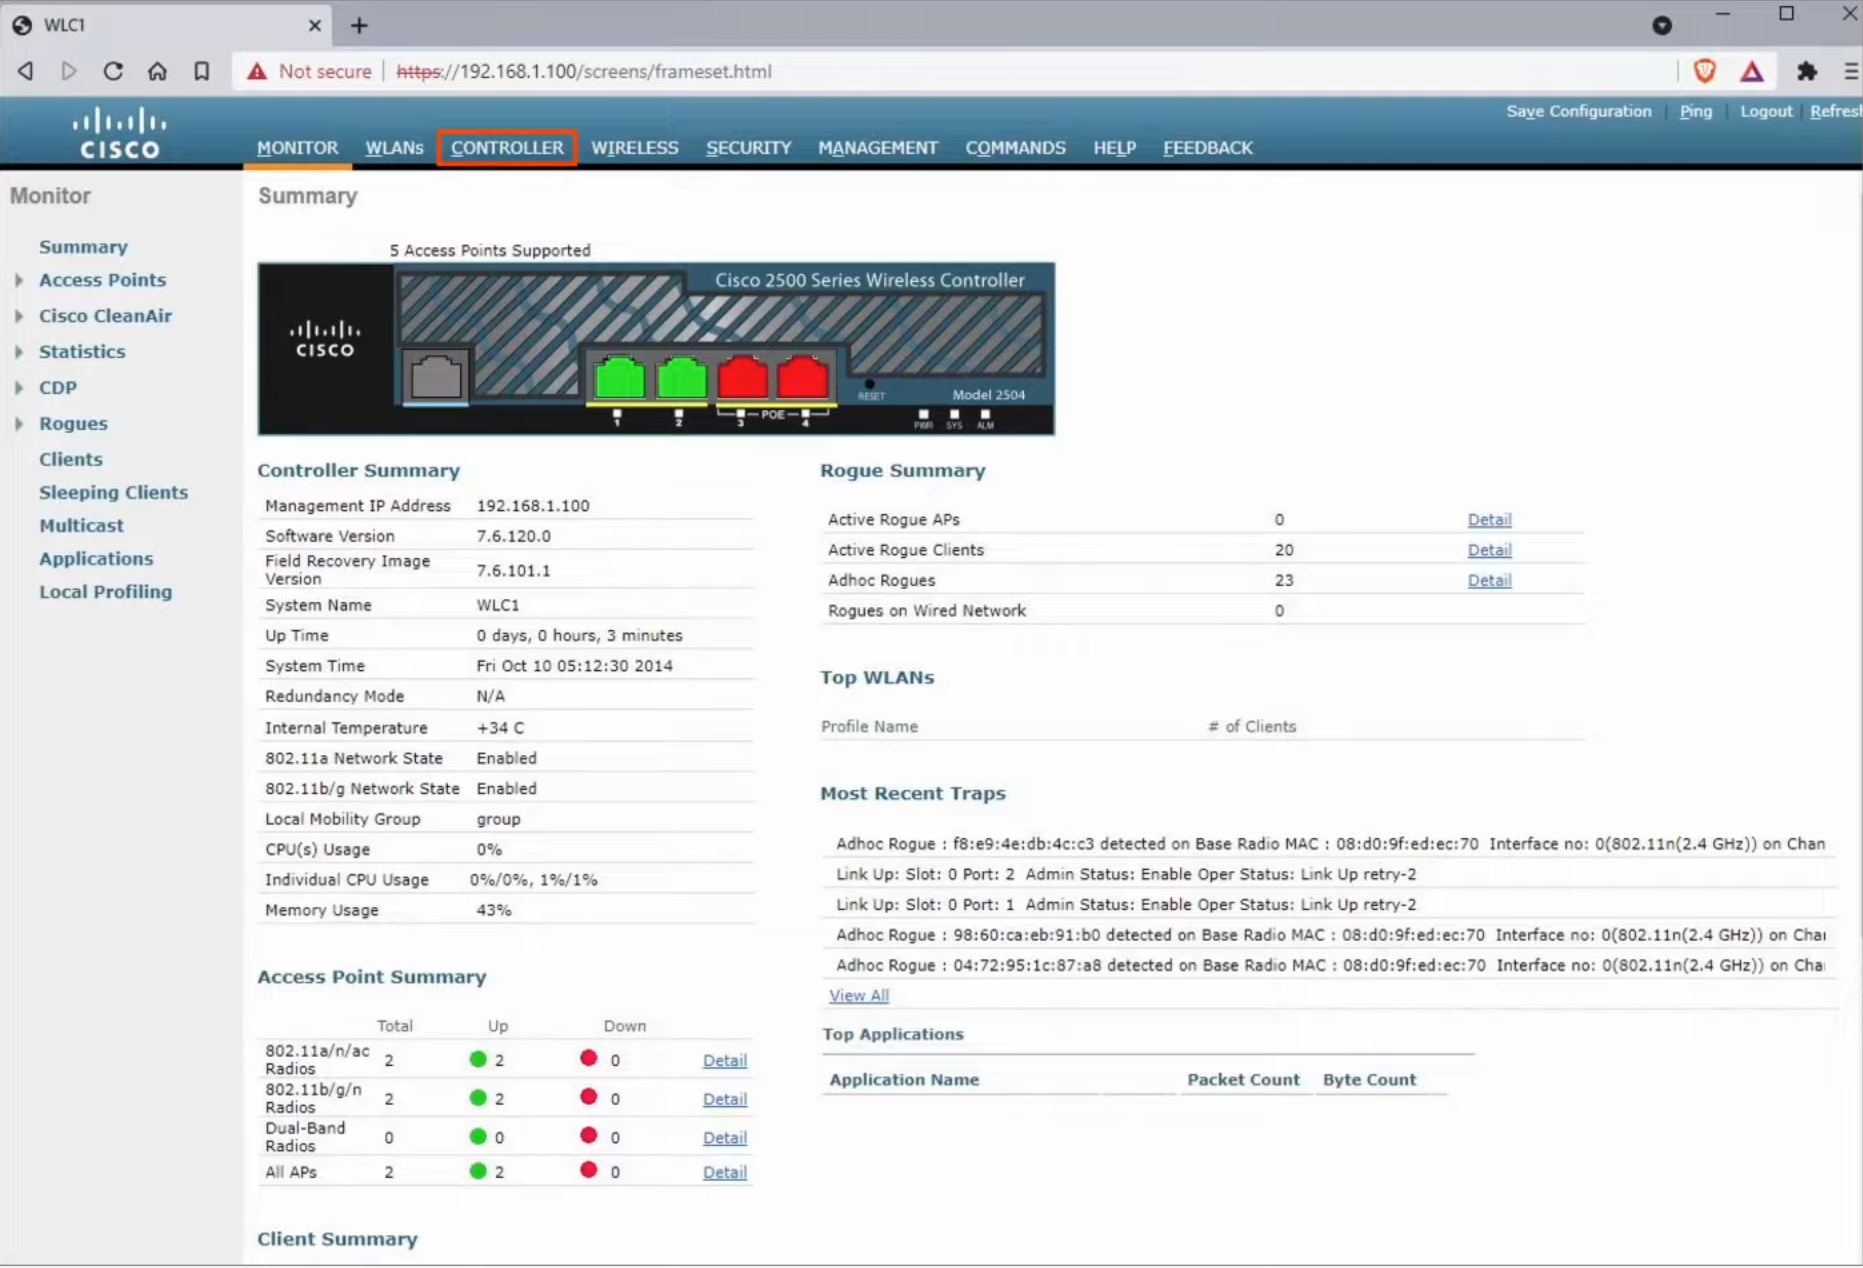 WLC1
Not secure | https://192.168.1.100/screens/frameset.html
Save Configuration | Ping | Logout | Refresh
CISCO
MONITOR WLANs CONTROLLER WIRELESS SECURITY MANAGEMENT COMMANDS HELP FEEDBACK
Monitor
Summary
Access Points
Cisco CleanAir
Statistics
CDP
Rogues
Clients
Sleeping Clients
Multicast
Applications
Local Profiling
Summary
5 Access Points Supported
Cisco 2500 Series Wireless Controller
CISCO
RESET
Model 2504
1 2 3 POE 4
PWR SYS ALM
Controller Summary
Management IP Address 192.168.1.100
Software Version 7.6.120.0
Field Recovery Image
Version 7.6.101.1
System Name WLC1
Up Time 0 days, 0 hours, 3 minutes
System Time Fri Oct 10 05:12:30 2014
Redundancy Mode N/A
Internal Temperature +34 C
802.11a Network State Enabled
802.11b/g Network State Enabled
Local Mobility Group group
CPU(s) Usage 0%
Individual CPU Usage 0%/0%, 1%/1%
Memory Usage 43%
Access Point Summary
Total Up Down
802.11a/n/ac
Radios 2 2 0 Detail
802.11b/g/n
Radios 2 2 0 Detail
Dual-Band
Radios 0 0 0 Detail
All APs 2 2 0 Detail
Client Summary
Rogue Summary
Active Rogue APs 0 Detail
Active Rogue Clients 20 Detail
Adhoc Rogues 23 Detail
Rogues on Wired Network 0
Top WLANs
Profile Name # of Clients
Most Recent Traps
Adhoc Rogue : f8:e9:4e:db:4c:c3 detected on Base Radio MAC : 08:d0:9f:ed:ec:70 Interface no: 0(802.11n(2.4 GHz)) on Chan
Link Up: Slot: 0 Port: 2 Admin Status: Enable Oper Status: Link Up retry-2
Link Up: Slot: 0 Port: 1 Admin Status: Enable Oper Status: Link Up retry-2
Adhoc Rogue : 98:60:ca:eb:91:b0 detected on Base Radio MAC : 08:d0:9f:ed:ec:70 Interface no: 0(802.11n(2.4 GHz)) on Chan
Adhoc Rogue : 04:72:95:1c:87:a8 detected on Base Radio MAC : 08:d0:9f:ed:ec:70 Interface no: 0(802.11n(2.4 GHz)) on Cha
View All
Top Applications
Application Name Packet Count Byte Count